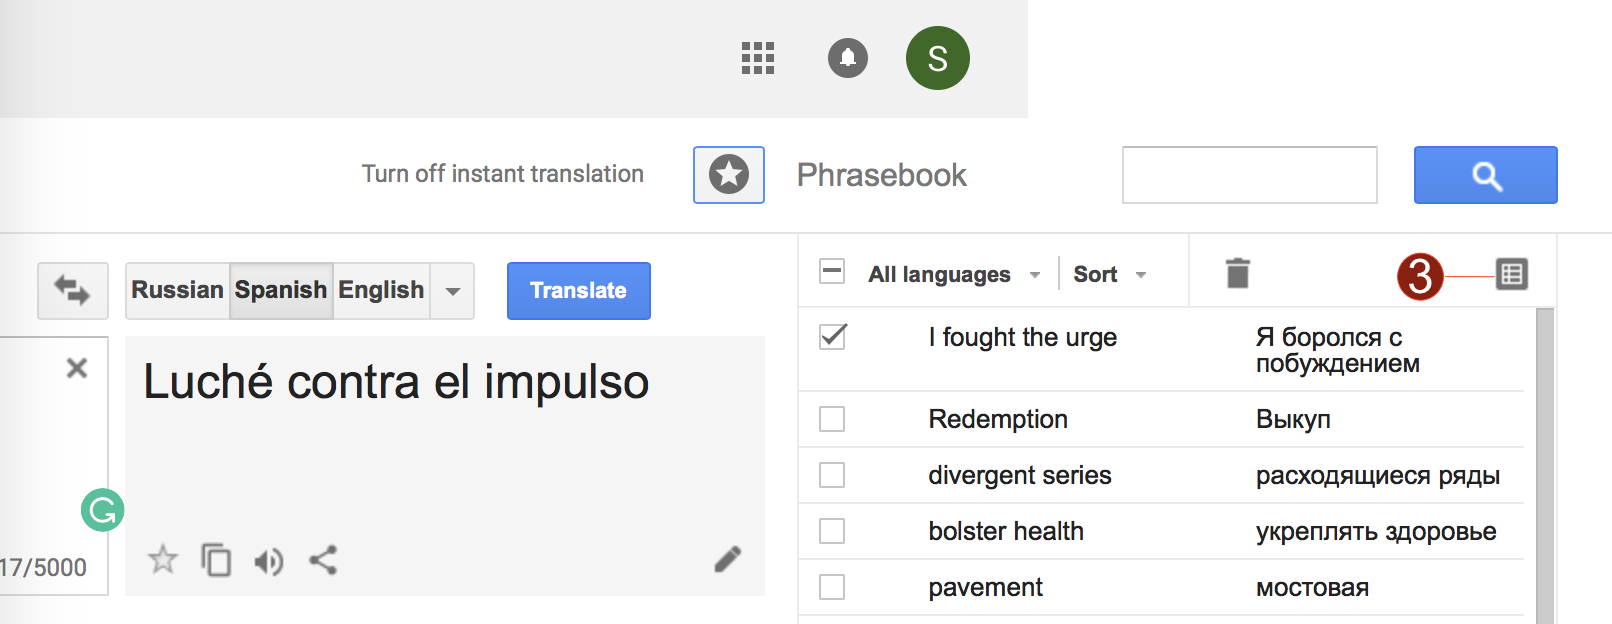 S
Turn off instant translation
Phrasebook
Russian Spanish English
Translate
All languages
Sort
3
Luché contra el impulso
17/5000
I fought the urge
Я боролся с
побуждением
Redemption
Выкуп
divergent series
расходящиеся ряды
bolster health
укреплять здоровье
pavement
мостовая